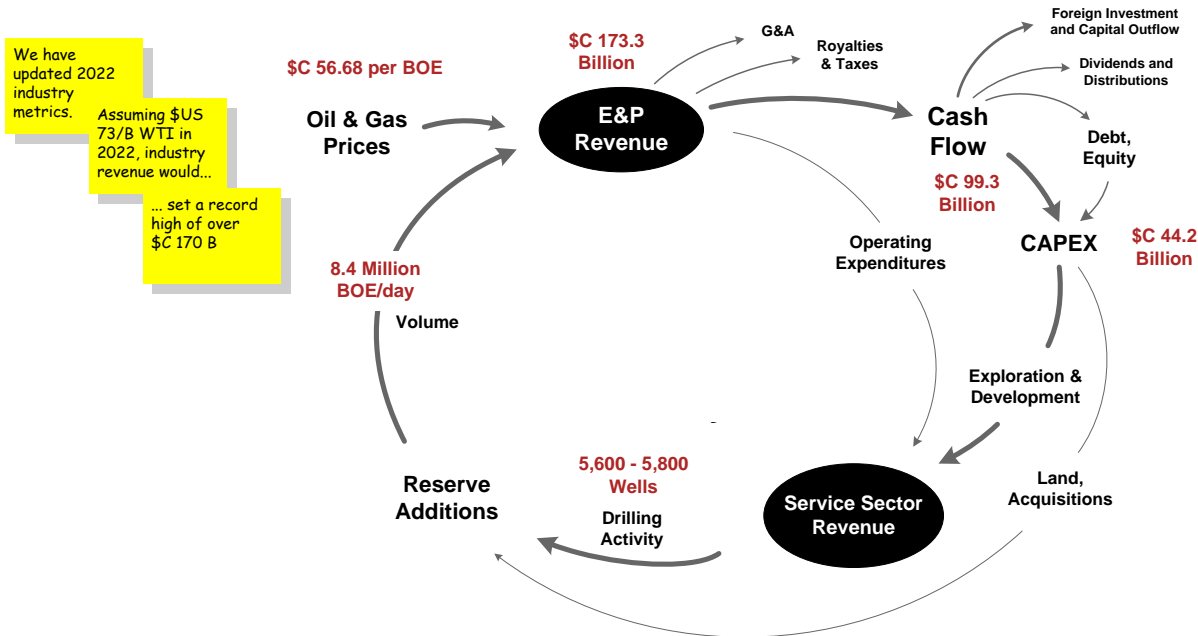 We have
updated 2022
industry
metrics.
Assuming $US
73/B WTI in
2022, industry
revenue would...
... set a record
high of over
$C 170 B
$C 56.68 per BOE
Oil & Gas
Prices
$C 173.3
Billion
E&P
Revenue
G&A
Royalties
& Taxes
Foreign Investment
and Capital Outflow
Dividends and
Distributions
Cash
Flow
$C 99.3
Billion
Debt,
Equity
CAPEX
$C 44.2
Billion
Operating
Expenditures
8.4 Million
BOE/day
Volume
Exploration &
Development
Land,
Acquisitions
Service Sector
Revenue
5,600 - 5,800
Wells
Drilling
Activity
Reserve
Additions